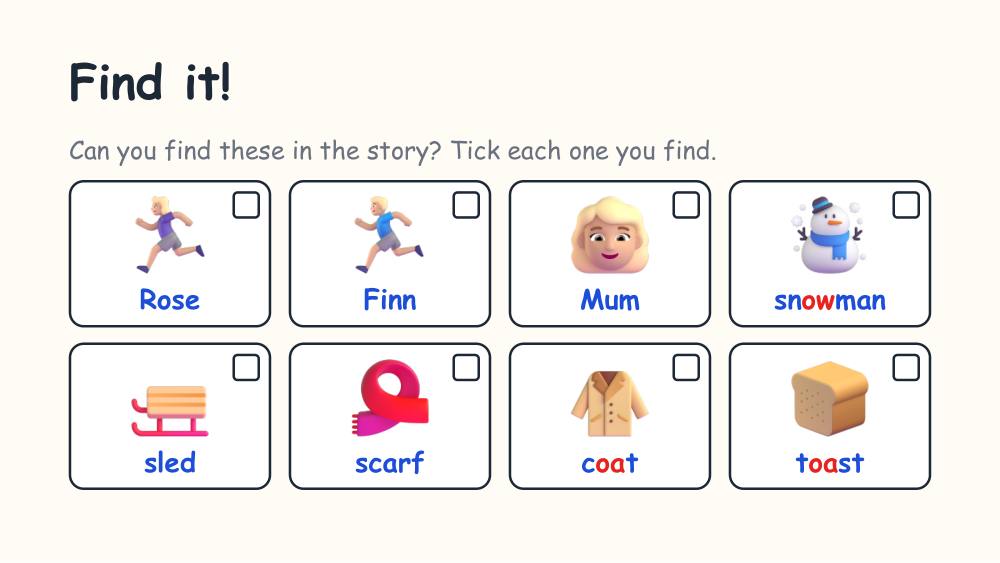 Find it!
Can you find these in the story? Tick each one you find.
Rose
Finn
Mum
snowman
sled
scarf
coat
toast